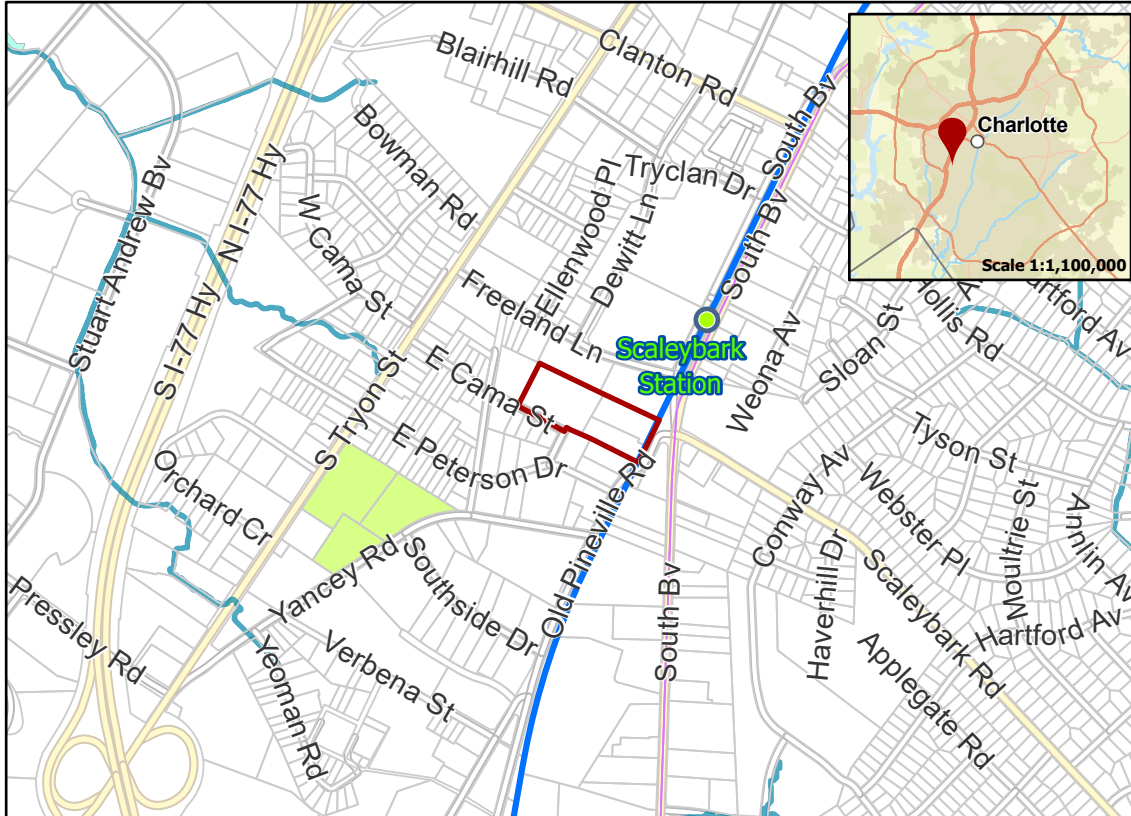 Blairhill Rd
Clanton Rd
South Bv
Charlotte
Scale 1:1,100,000
Bowman Rd
Tryclan Dr
N I-77 Hy
Stuart Andrew Bv
W Cama St
Ellenwood Pl
Dewitt Ln
South Bv
Hollis Rd
Hartford Av
S I-77 Hy
Freeland Ln
Scaleybark
Station
Weona Av
Sloan St
E Cama St
S Tryon St
E Peterson Dr
Orchard Cr
Old Pineville Rd
Conway Av
Tyson St
Webster Pl
Moultrie St
Annlin Av
Yancey Rd
Southside Dr
Haverhill Dr
Scaleybark Rd
Hartford Av
Pressley Rd
Yeoman Rd
Verbena St
South Bv
Applegate Rd